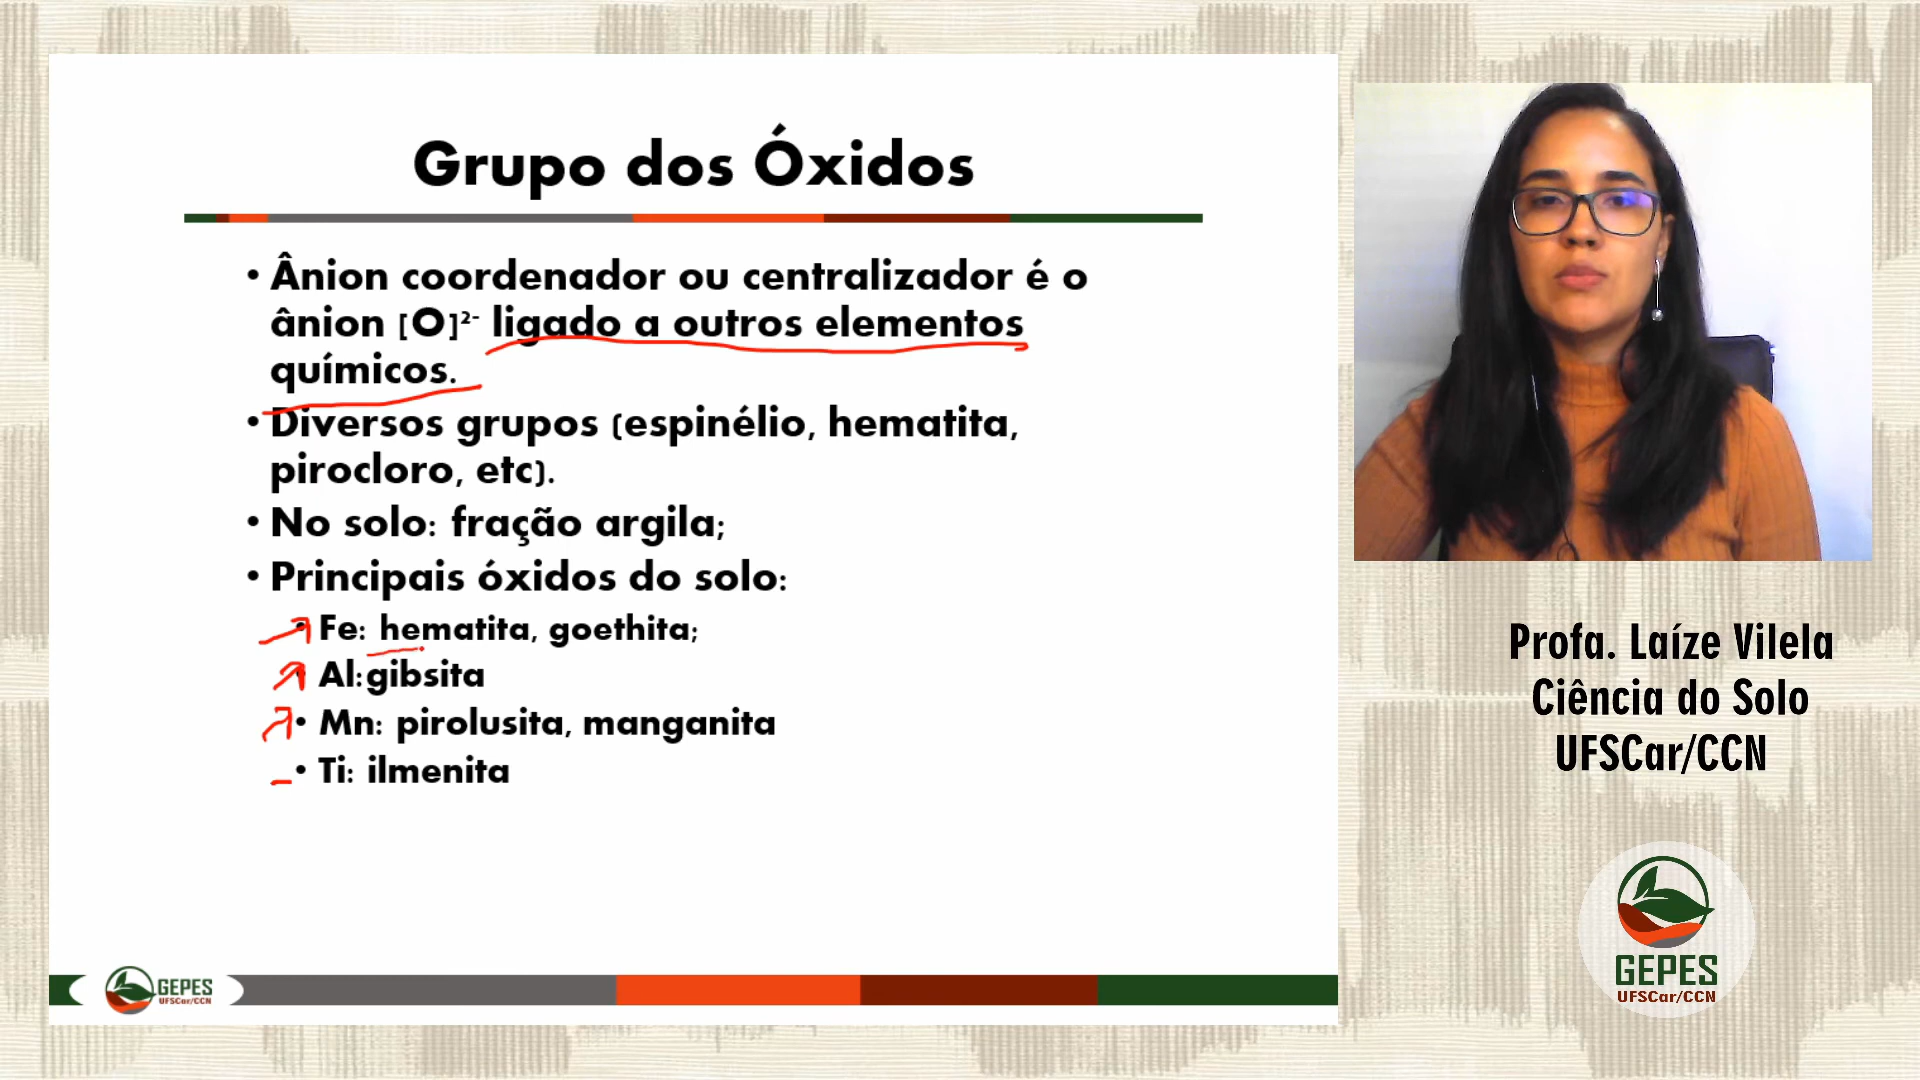 Grupo dos Óxidos
• Ânion coordenador ou centralizador é o
ânion [O]²⁻ ligado a outros elementos
químicos.
• Diversos grupos (espinélio, hematita,
pirocloro, etc).
• No solo: fração argila;
• Principais óxidos do solo:
• Fe: hematita, goethita;
• Al:gibsita
• Mn: pirolusita, manganita
• Ti: ilmenita
GEPES
UFSCar/CCN
Profa. Laíze Vilela
Ciência do Solo
UFSCar/CCN
GEPES
UFSCar/CCN